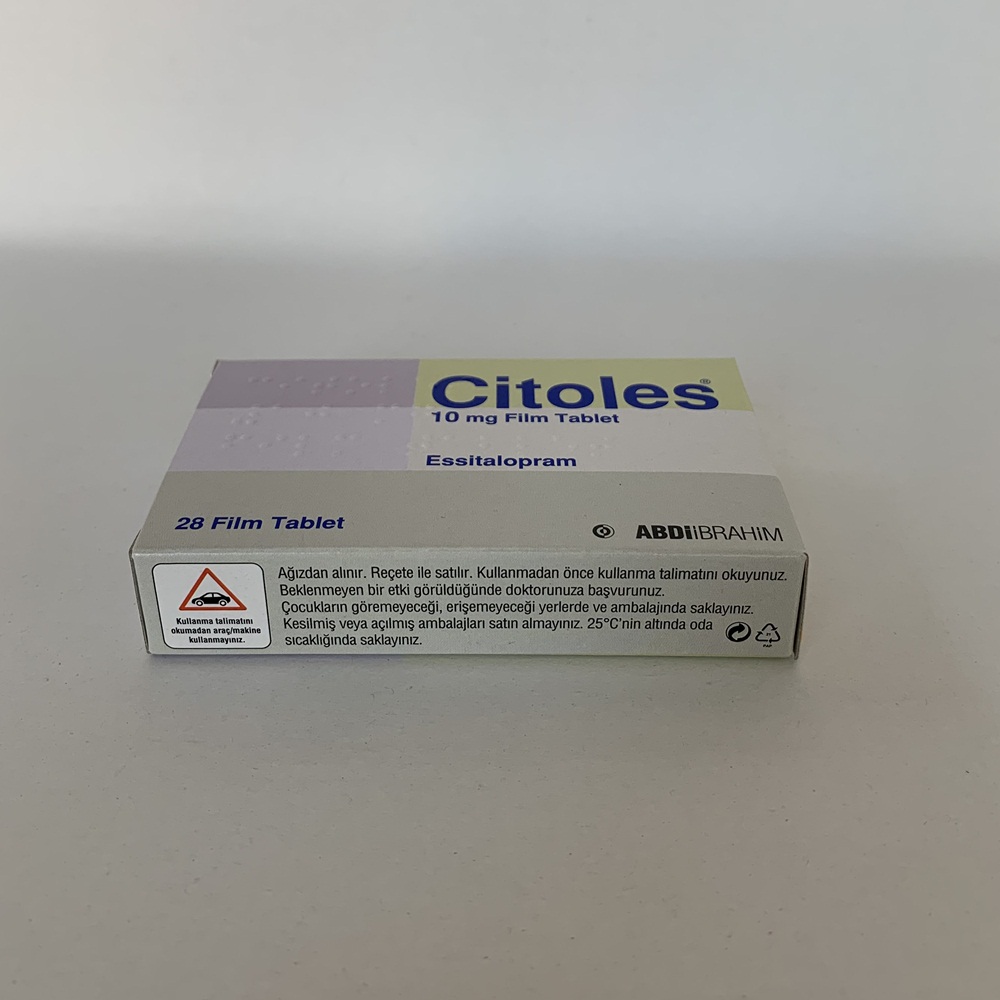 Citoles®
10 mg Film Tablet
Essitalopram
28 Film Tablet
ABDİİBRAHİM
Kullanma talimatını
okumadan araç/makine
kullanmayınız.
Ağızdan alınır. Reçete ile satılır. Kullanmadan önce kullanma talimatını okuyunuz.
Beklenmeyen bir etki görüldüğünde doktorunuza başvurunuz.
Çocukların göremeyeceği, erişemeyeceği yerlerde ve ambalajında saklayınız.
Kesilmiş veya açılmış ambalajları satın almayınız. 25°C'nin altında oda
sıcaklığında saklayınız.
PAP